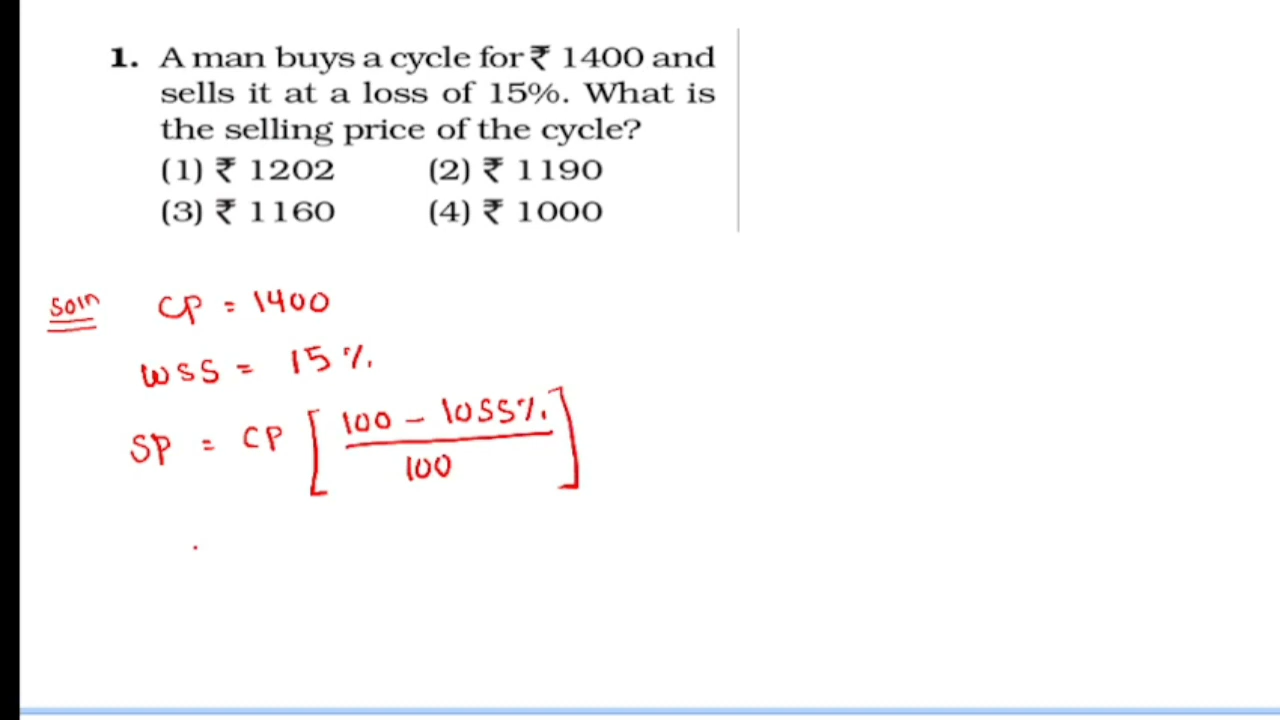 1. A man buys a cycle for ₹ 1400 and
sells it at a loss of 15%. What is
the selling price of the cycle?
(1) ₹ 1202 (2) ₹ 1190
(3) ₹ 1160 (4) ₹ 1000
Soln CP = 1400
loss = 15 %
SP = CP [ 100 - loss% / 100 ]